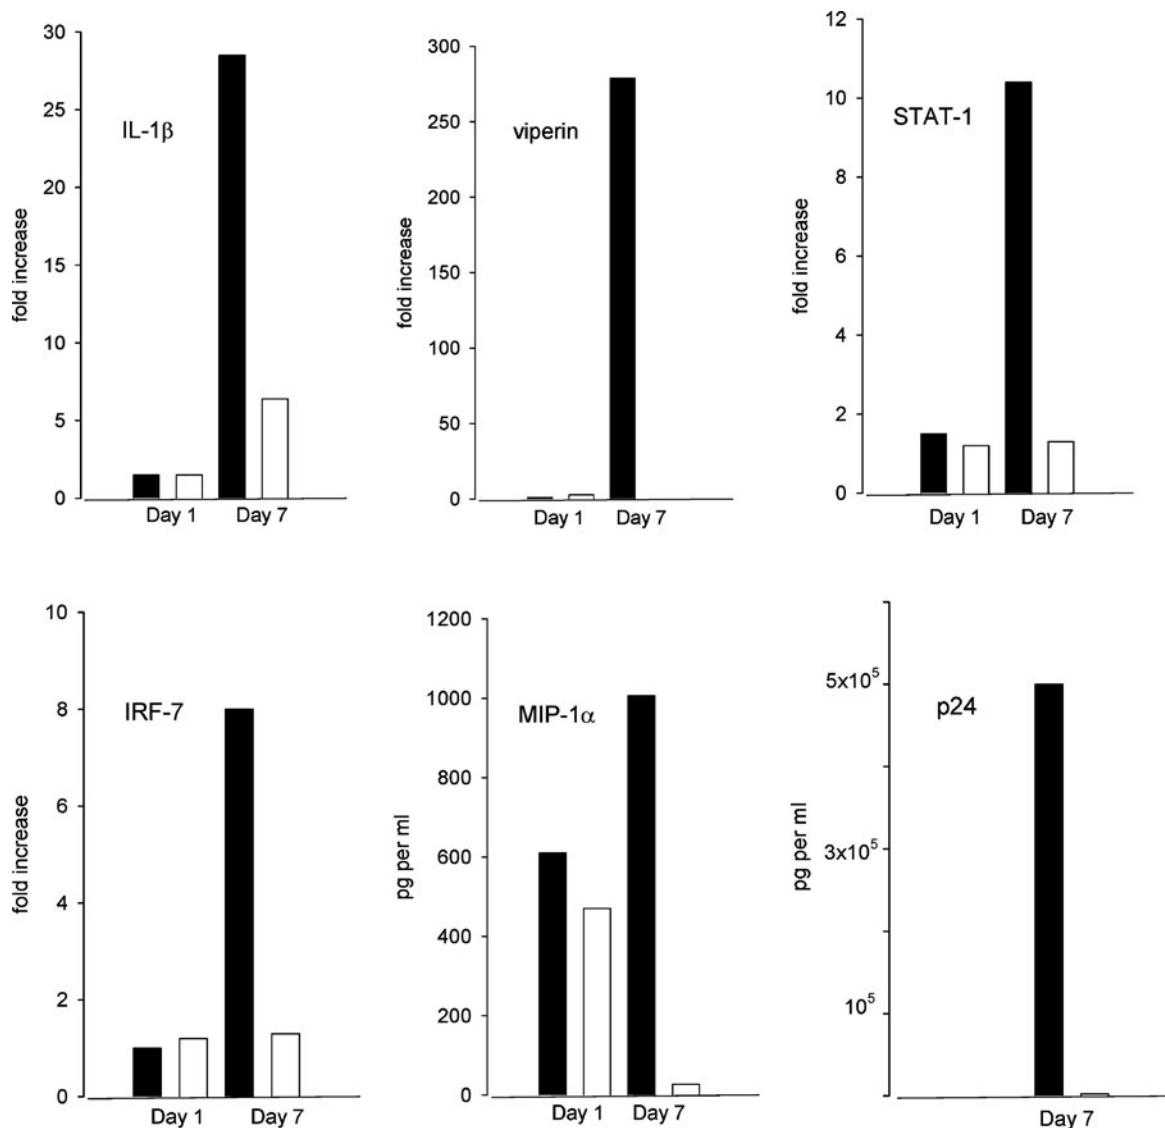 IL-1β
fold increase
30
25
20
15
10
5
0
Day 1 Day 7
viperin
fold increase
300
250
200
150
100
50
0
Day 1 Day 7
STAT-1
fold increase
12
10
8
6
4
2
0
Day 1 Day 7
IRF-7
fold increase
10
8
6
4
2
0
Day 1 Day 7
MIP-1α
pg per ml
1200
1000
800
600
400
200
0
Day 1 Day 7
p24
pg per ml
5x10⁵
3x10⁵
10⁵
Day 7